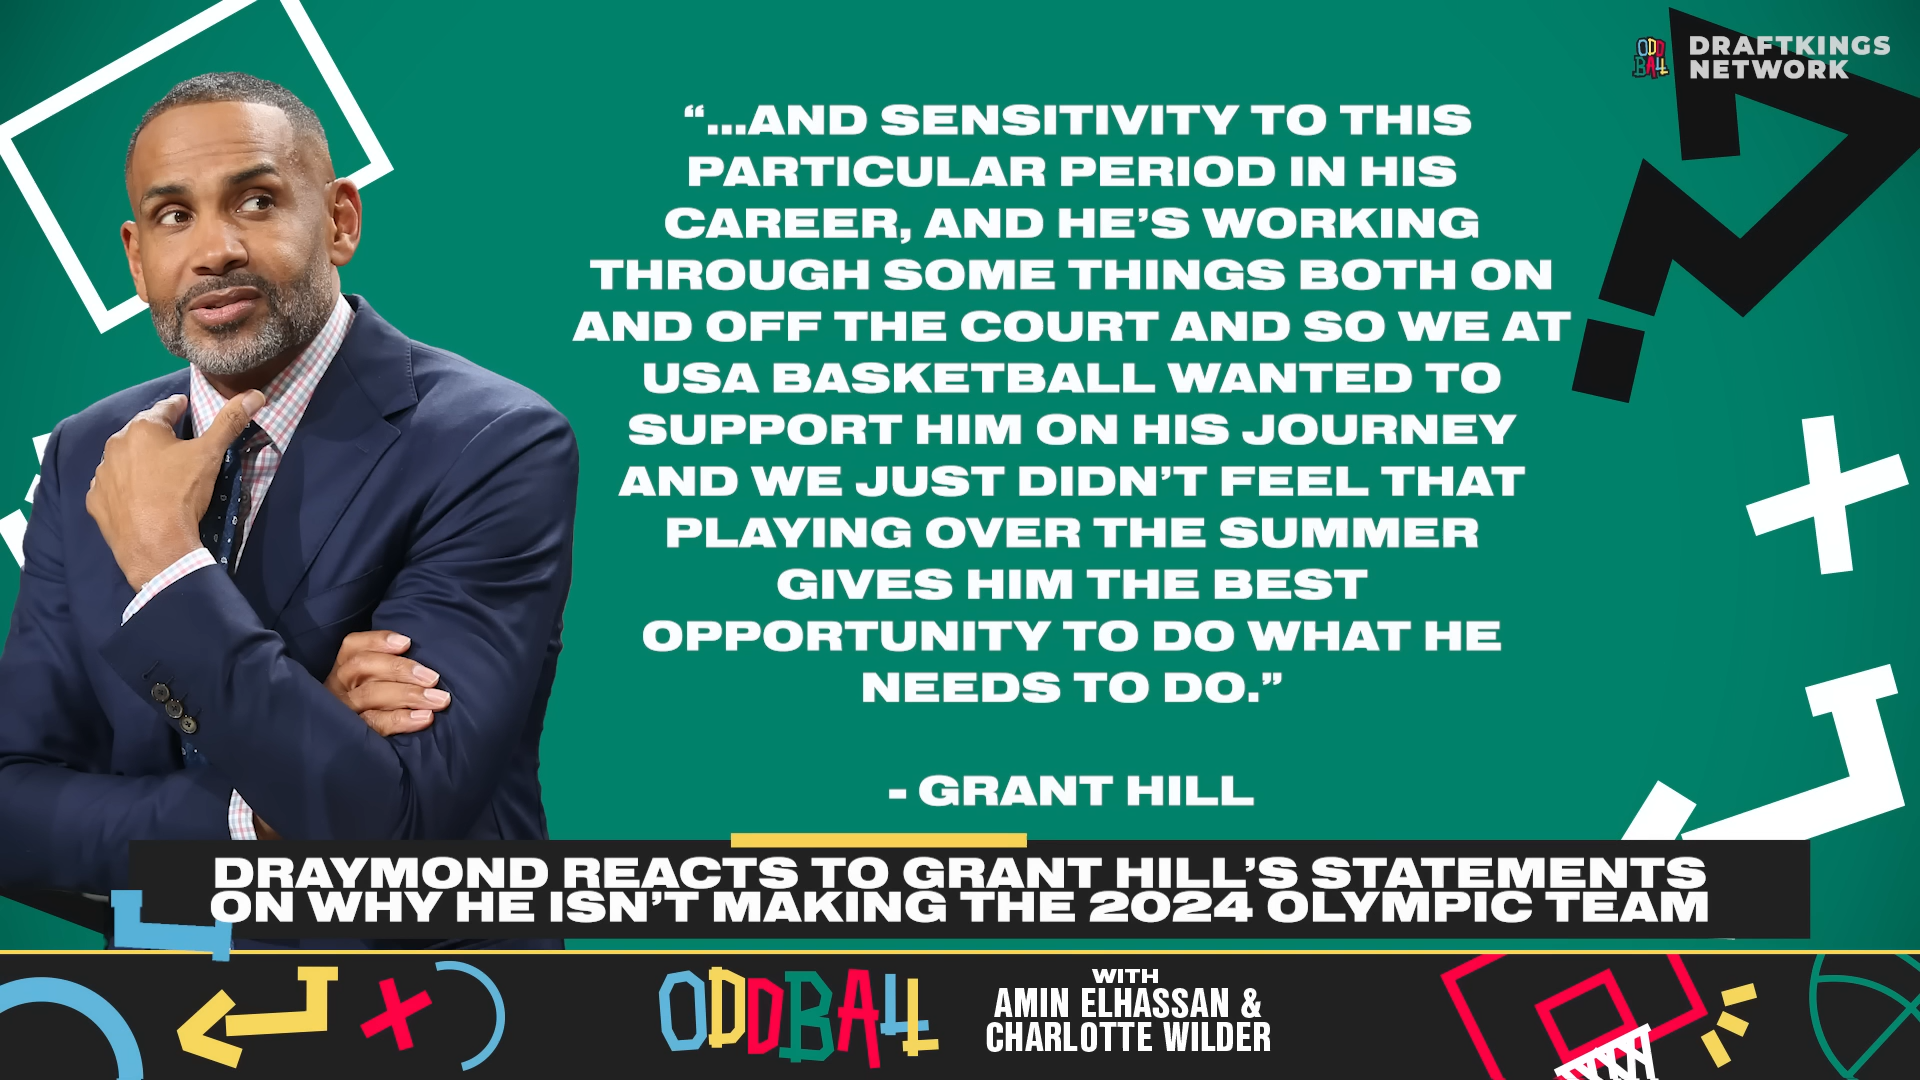 ODD
BALL
DRAFTKINGS
NETWORK
“...AND SENSITIVITY TO THIS
PARTICULAR PERIOD IN HIS
CAREER, AND HE’S WORKING
THROUGH SOME THINGS BOTH ON
AND OFF THE COURT AND SO WE AT
USA BASKETBALL WANTED TO
SUPPORT HIM ON HIS JOURNEY
AND WE JUST DIDN’T FEEL THAT
PLAYING OVER THE SUMMER
GIVES HIM THE BEST
OPPORTUNITY TO DO WHAT HE
NEEDS TO DO.”
- GRANT HILL
DRAYMOND REACTS TO GRANT HILL’S STATEMENTS
ON WHY HE ISN’T MAKING THE 2024 OLYMPIC TEAM
ODDBALL
WITH
AMIN ELHASSAN &
CHARLOTTE WILDER